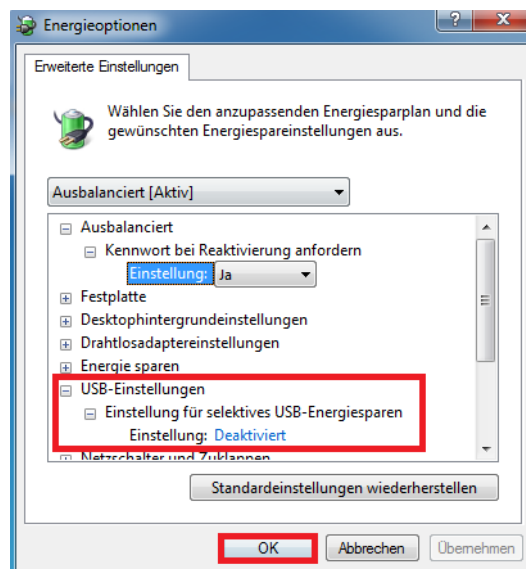 Energieoptionen
Erweiterte Einstellungen
Wählen Sie den anzupassenden Energiesparplan und die
gewünschten Energiespareinstellungen aus.
Ausbalanciert [Aktiv]
Ausbalanciert
Kennwort bei Reaktivierung anfordern
Einstellung: Ja
Festplatte
Desktophintergrundeinstellungen
Drahtlosadaptereinstellungen
Energie sparen
USB-Einstellungen
Einstellung für selektives USB-Energiesparen
Einstellung: Deaktiviert
Netzschalter und Zuklappen
Standardeinstellungen wiederherstellen
OK Abbrechen Übernehmen